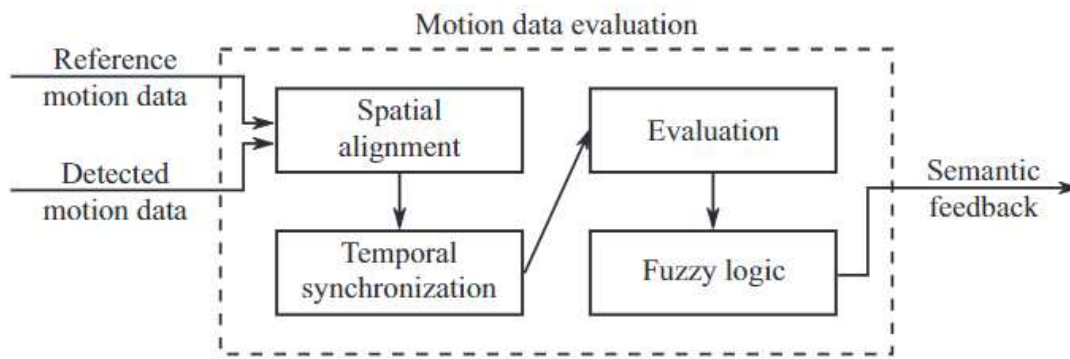 Motion data evaluation
Reference
motion data
Detected
motion data
Spatial
alignment
Temporal
synchronization
Evaluation
Fuzzy logic
Semantic
feedback